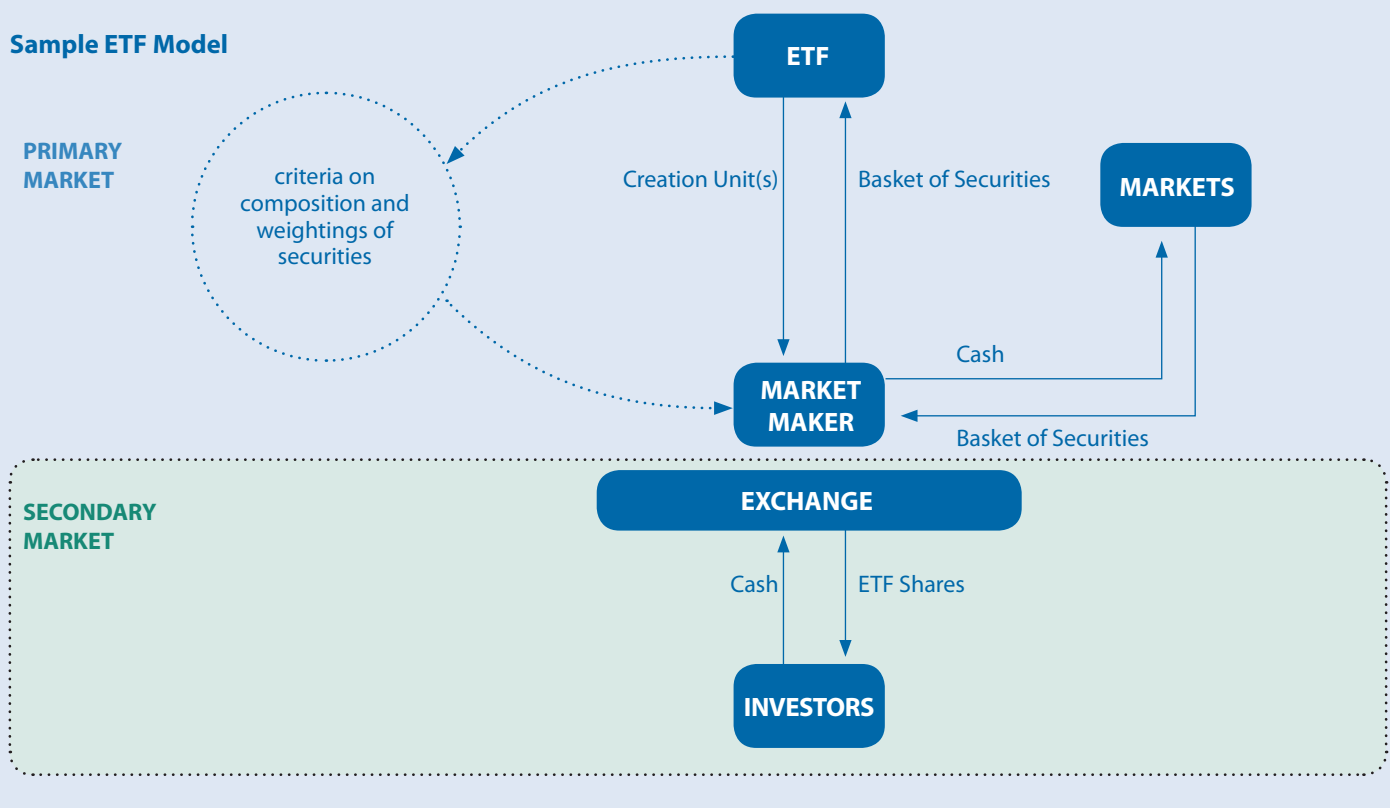 Sample ETF Model
ETF
PRIMARY
MARKET
criteria on
composition and
weightings of
securities
Creation Unit(s)
Basket of Securities
MARKETS
Cash
MARKET
MAKER
Basket of Securities
SECONDARY
MARKET
EXCHANGE
Cash
ETF Shares
INVESTORS